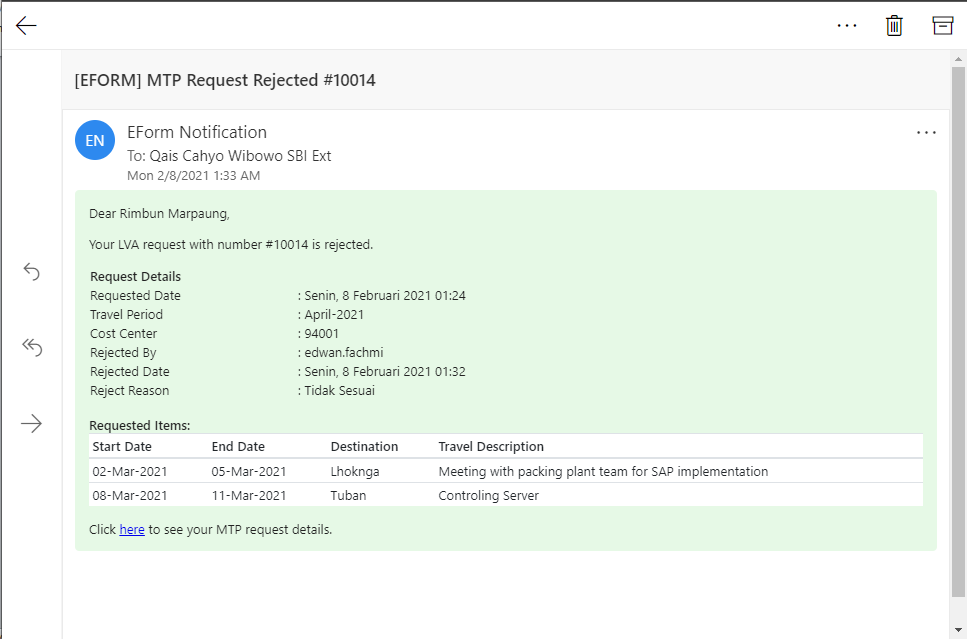 [EFORM] MTP Request Rejected #10014
EN
EForm Notification
To: Qais Cahyo Wibowo SBI Ext
Mon 2/8/2021 1:33 AM
Dear Rimbun Marpaung,
Your LVA request with number #10014 is rejected.
Request Details
Requested Date : Senin, 8 Februari 2021 01:24
Travel Period : April-2021
Cost Center : 94001
Rejected By : edwan.fachmi
Rejected Date : Senin, 8 Februari 2021 01:32
Reject Reason : Tidak Sesuai
Requested Items:
Start Date End Date Destination Travel Description
02-Mar-2021 05-Mar-2021 Lhoknga Meeting with packing plant team for SAP implementation
08-Mar-2021 11-Mar-2021 Tuban Controling Server
Click here to see your MTP request details.